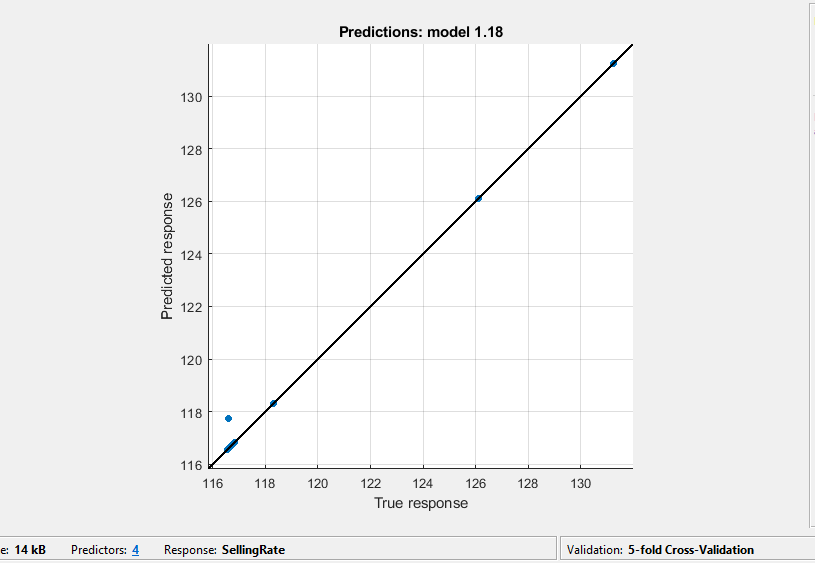 Predictions: model 1.18
130
128
126
124
122
120
118
116
Predicted response
116 118 120 122 124 126 128 130
True response
e: 14 kB Predictors: 4 Response: SellingRate Validation: 5-fold Cross-Validation